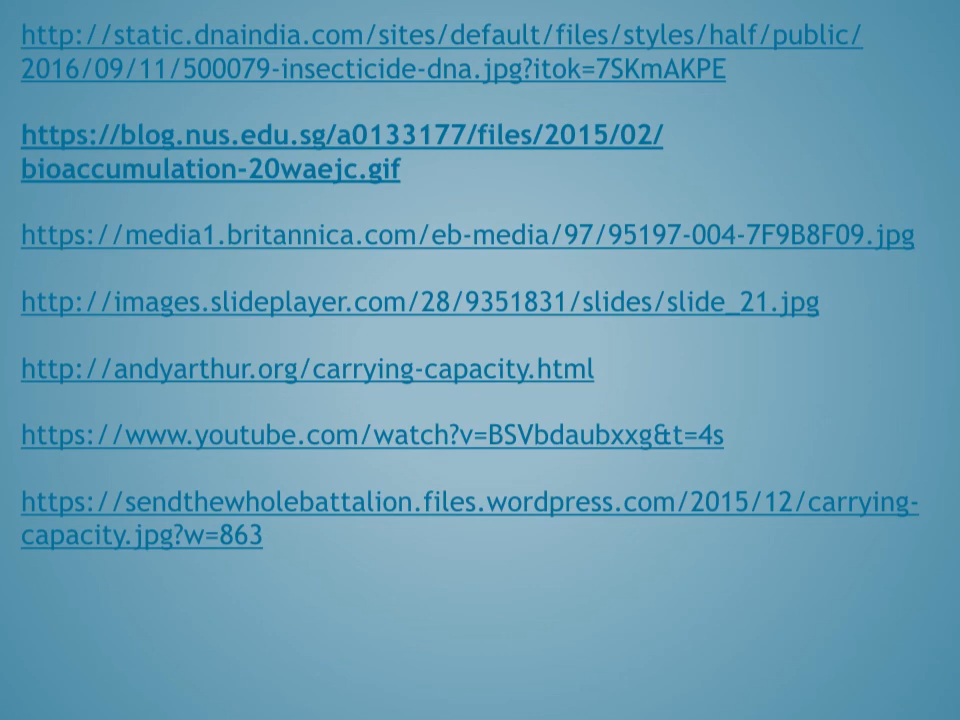 http://static.dnaindia.com/sites/default/files/styles/half/public/
2016/09/11/500079-insecticide-dna.jpg?itok=7SKmAKPE
https://blog.nus.edu.sg/a0133177/files/2015/02/
bioaccumulation-20waejc.gif
https://media1.britannica.com/eb-media/97/95197-004-7F9B8F09.jpg
http://images.slideplayer.com/28/9351831/slides/slide_21.jpg
http://andyarthur.org/carrying-capacity.html
https://www.youtube.com/watch?v=BSVbdaubxxg&t=4s
https://sendthewholebattalion.files.wordpress.com/2015/12/carrying-
capacity.jpg?w=863